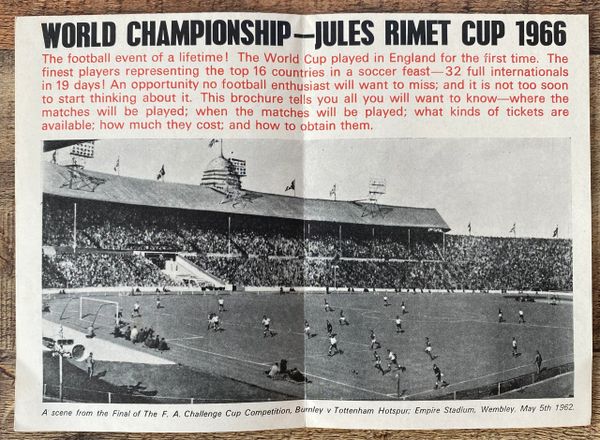 WORLD CHAMPIONSHIP—JULES RIMET CUP 1966
The football event of a lifetime! The World Cup played in England for the first time. The
finest players representing the top 16 countries in a soccer feast—32 full internationals
in 19 days! An opportunity no football enthusiast will want to miss; and it is not too soon
to start thinking about it. This brochure tells you all you will want to know—where the
matches will be played; when the matches will be played; what kinds of tickets are
available; how much they cost; and how to obtain them.
A scene from the Final of The F. A. Challenge Cup Competition, Burnley v Tottenham Hotspur; Empire Stadium, Wembley, May 5th 1962.